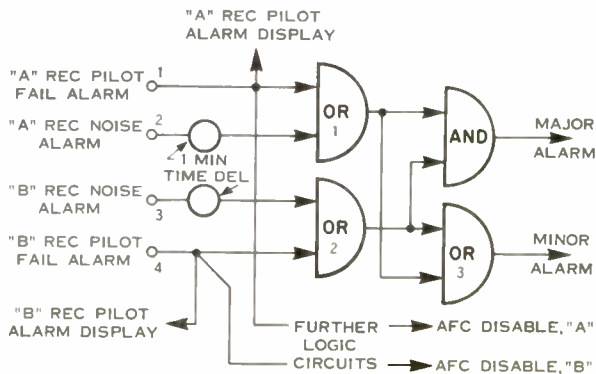 "A" REC PILOT
ALARM DISPLAY
"A" REC PILOT
FAIL ALARM
1
"A" REC NOISE
ALARM
2
1 MIN
TIME DEL
"B" REC NOISE
ALARM
3
"B" REC PILOT
FAIL ALARM
4
"B" REC PILOT
ALARM DISPLAY
OR
1
OR
2
AND
OR
3
MAJOR
ALARM
MINOR
ALARM
FURTHER
LOGIC
CIRCUITS
AFC DISABLE, "A"
AFC DISABLE, "B"